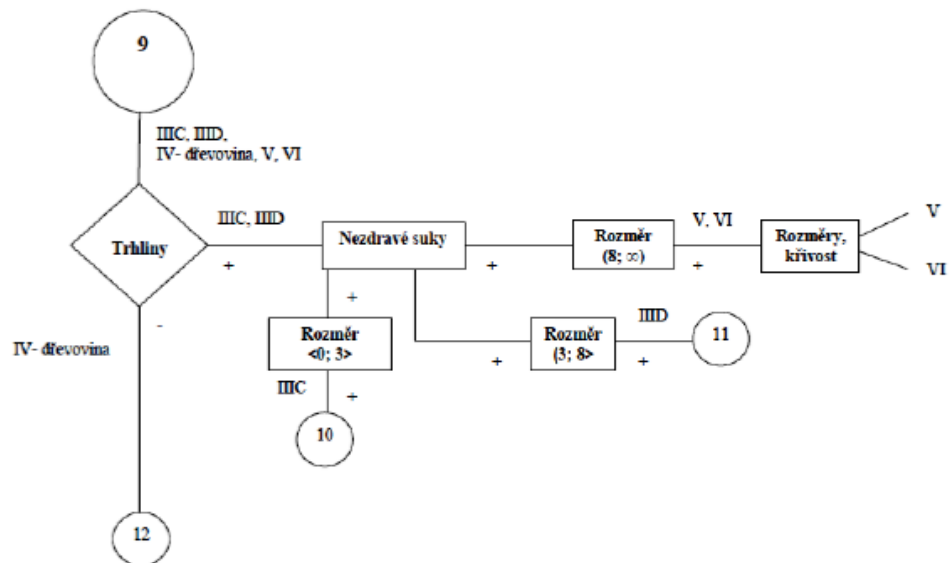 9
IIIC, IIID,
IV- dřevovina, V, VI
Trhliny
IIIC, IIID
+
Nezdravé suky
+
Rozměr
(8; ∞)
V, VI
+
Rozměry,
křivost
V
VI
-
IV- dřevovina
+
Rozměr
<0; 3>
IIIC
+
10
+
Rozměr
(3; 8>
IIID
+
11
12